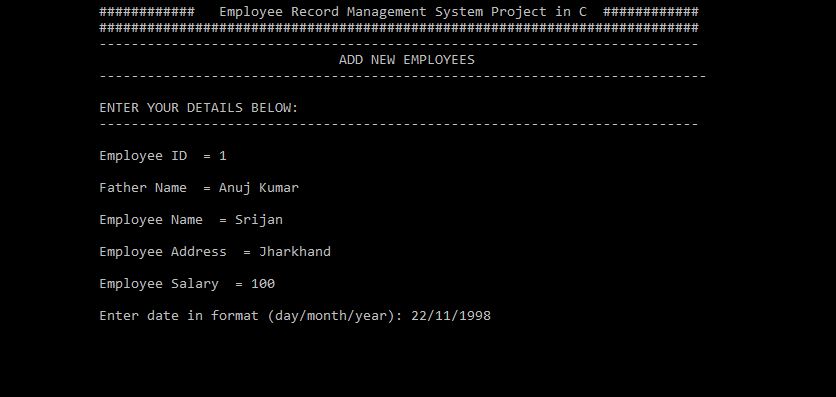 ############   Employee Record Management System Project in C  ############
###########################################################################
---------------------------------------------------------------------------
ADD NEW EMPLOYEES
----------------------------------------------------------------------------
ENTER YOUR DETAILS BELOW:
---------------------------------------------------------------------------
Employee ID  = 1
Father Name  = Anuj Kumar
Employee Name  = Srijan
Employee Address  = Jharkhand
Employee Salary  = 100
Enter date in format (day/month/year): 22/11/1998